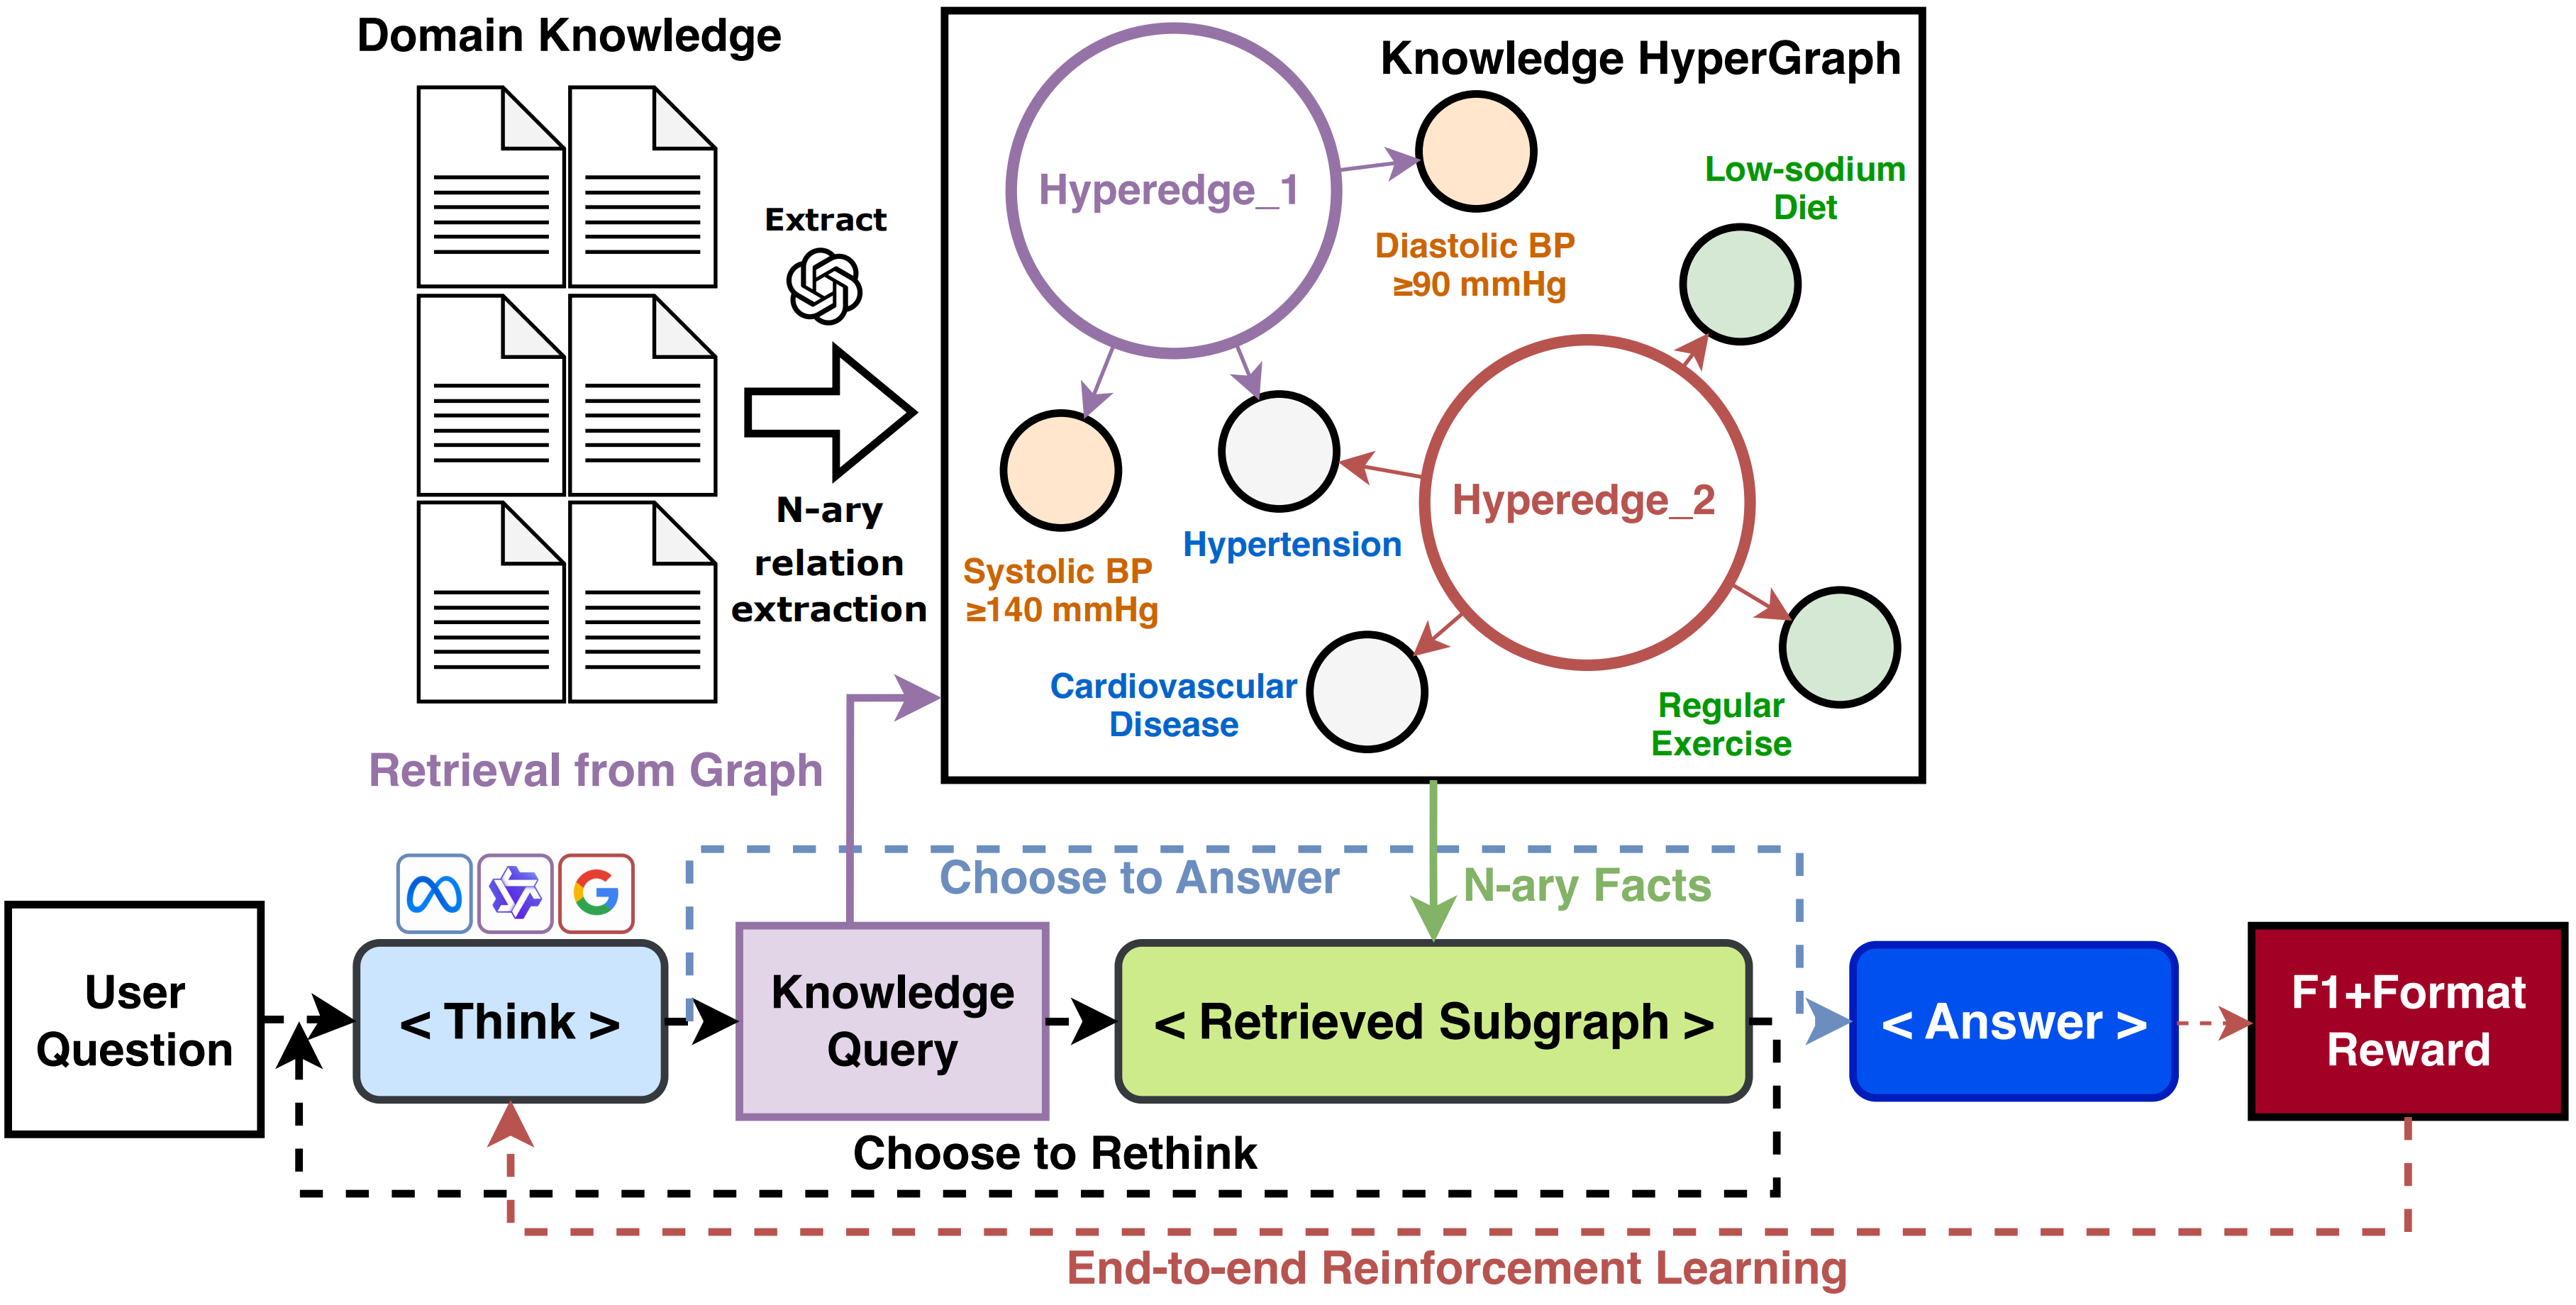 Domain Knowledge
Extract
N-ary
relation
extraction
Knowledge HyperGraph
Hyperedge_1
Diastolic BP
≥90 mmHg
Low-sodium
Diet
Hyperedge_2
Systolic BP
≥140 mmHg
Hypertension
Cardiovascular
Disease
Regular
Exercise
Retrieval from Graph
Choose to Answer
N-ary Facts
User
Question
< Think >
Knowledge
Query
< Retrieved Subgraph >
< Answer >
F1+Format
Reward
Choose to Rethink
End-to-end Reinforcement Learning